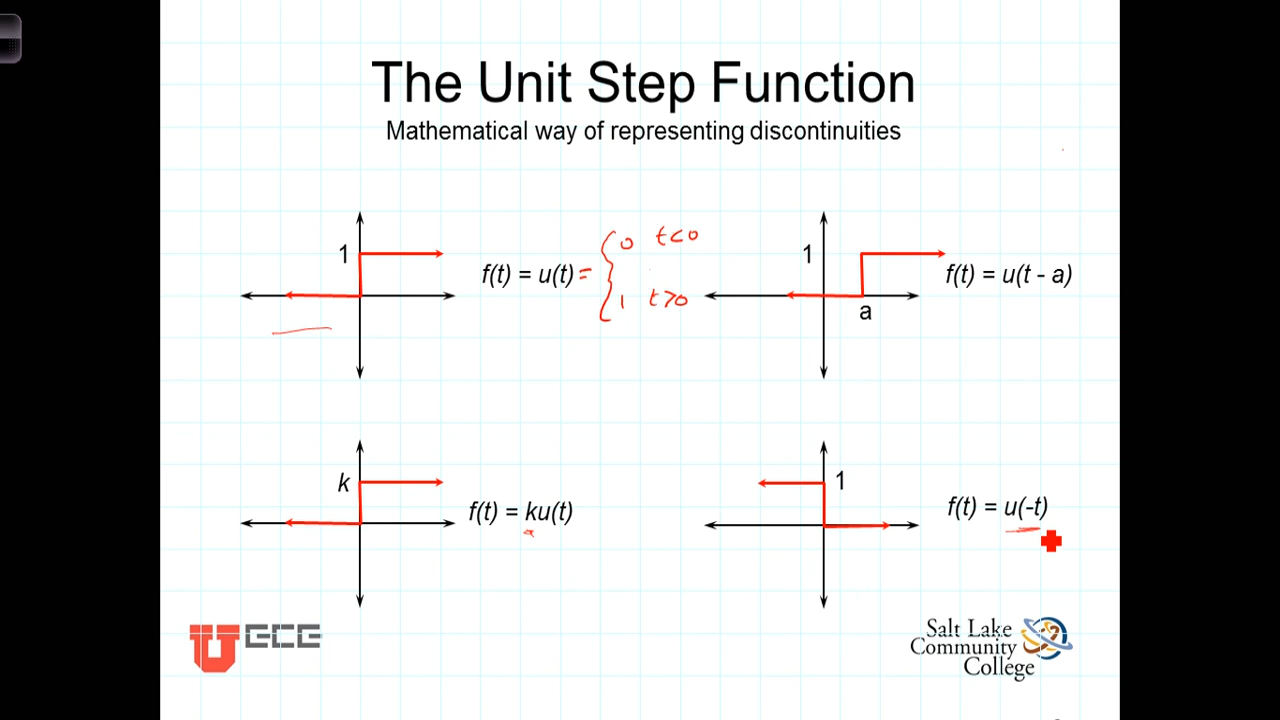 The Unit Step Function
Mathematical way of representing discontinuities
1
f(t) = u(t) = { 0 t<0
1 t>0
1
f(t) = u(t - a)
a
k
f(t) = ku(t)
1
f(t) = u(-t)
U ECE
Salt Lake
Community
College